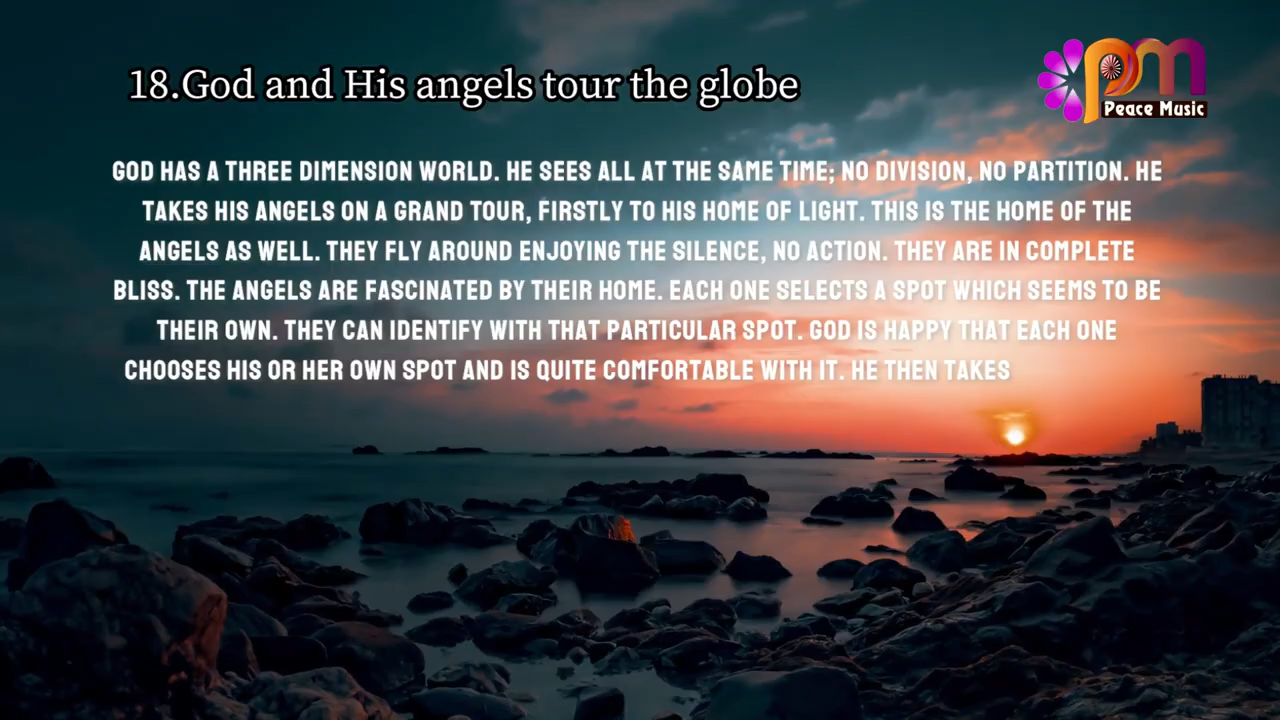 18.God and His angels tour the globe
Peace Music
GOD HAS A THREE DIMENSION WORLD. HE SEES ALL AT THE SAME TIME; NO DIVISION, NO PARTITION. HE
TAKES HIS ANGELS ON A GRAND TOUR, FIRSTLY TO HIS HOME OF LIGHT. THIS IS THE HOME OF THE
ANGELS AS WELL. THEY FLY AROUND ENJOYING THE SILENCE, NO ACTION. THEY ARE IN COMPLETE
BLISS. THE ANGELS ARE FASCINATED BY THEIR HOME. EACH ONE SELECTS A SPOT WHICH SEEMS TO BE
THEIR OWN. THEY CAN IDENTIFY WITH THAT PARTICULAR SPOT. GOD IS HAPPY THAT EACH ONE
CHOOSES HIS OR HER OWN SPOT AND IS QUITE COMFORTABLE WITH IT. HE THEN TAKES